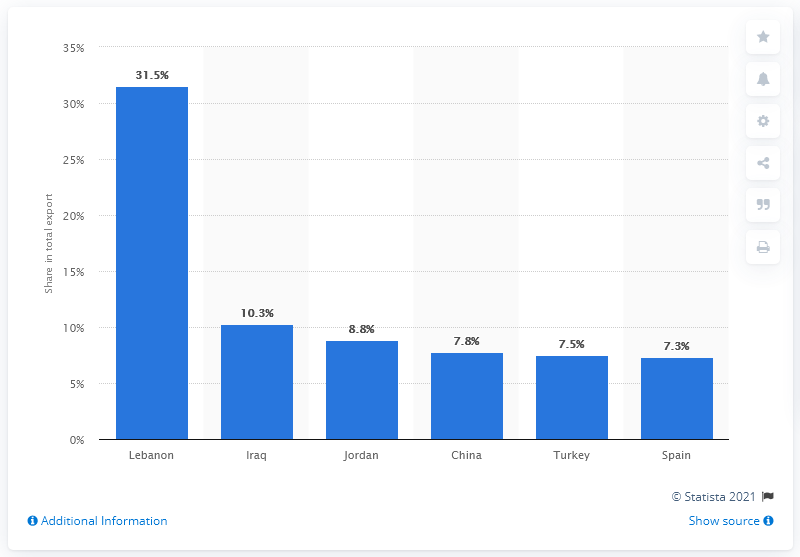 35%
30%
25%
20%
15%
10%
5%
0%
Share in total export
31.5%
10.3%
8.8%
7.8%
7.5%
7.3%
Lebanon
Iraq
Jordan
China
Turkey
Spain
© Statista 2021
Additional Information
Show source